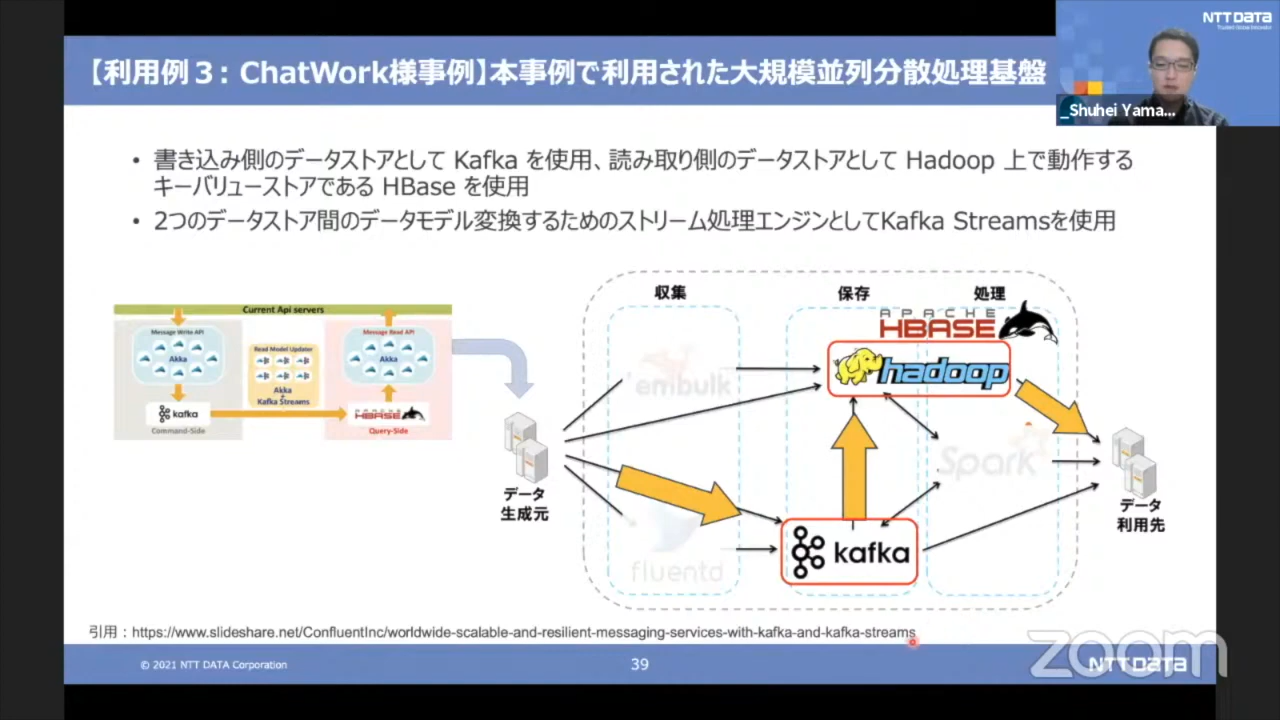 NTT DATA
Trusted Global Innovator
【利用例3: ChatWork様事例】本事例で利用された大規模並列分散処理基盤
_Shuhei Yama...
• 書き込み側のデータストアとして Kafka を使用、読み取り側のデータストアとして Hadoop 上で動作する
キーバリューストアである HBase を使用
• 2つのデータストア間のデータモデル変換するためのストリーム処理エンジンとしてKafka Streamsを使用
Current Api servers
Message Write API
Akka
kafka
Command-Side
Read Model Updater
Akka
+
Kafka Streams
Message Read API
Akka
APACHE
HBASE
Query-Side
収集
保存
処理
APACHE
HBASE
embulk
hadoop
Spark
データ
生成元
データ
利用先
kafka
fluentd
引用:https://www.slideshare.net/ConfluentInc/worldwide-scalable-and-resilient-messaging-services-with-kafka-and-kafka-streams
© 2021 NTT DATA Corporation
39
NTT DATA
zoom